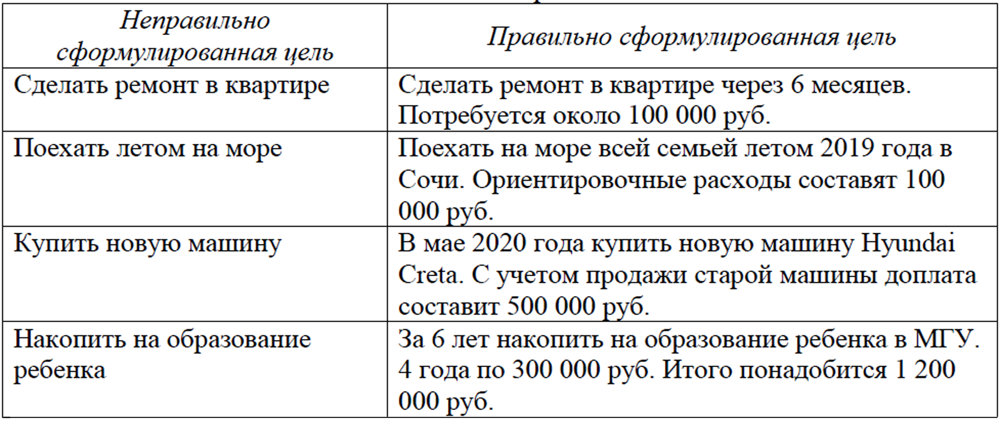 Неправильно
сформулированная цель
Правильно сформулированная цель
Сделать ремонт в квартире
Сделать ремонт в квартире через 6 месяцев.
Потребуется около 100 000 руб.
Поехать летом на море
Поехать на море всей семьей летом 2019 года в
Сочи. Ориентировочные расходы составят 100
000 руб.
Купить новую машину
В мае 2020 года купить новую машину Hyundai
Creta. С учетом продажи старой машины доплата
составит 500 000 руб.
Накопить на образование
ребенка
За 6 лет накопить на образование ребенка в МГУ.
4 года по 300 000 руб. Итого понадобится 1 200
000 руб.